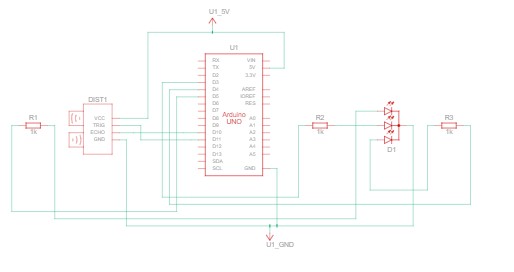 U1_5V
U1
RX
TX
D2
D3
D4
D5
D6
D7
D8
D9
D10
D11
D12
D13
SDA
SCL
VIN
5V
3.3V
AREF
IOREF
RES
A0
A1
A2
A3
A4
A5
GND
Arduino
UNO
DIST1
VCC
TRIG
ECHO
GND
R1
1k
R2
1k
D1
R3
1k
U1_GND